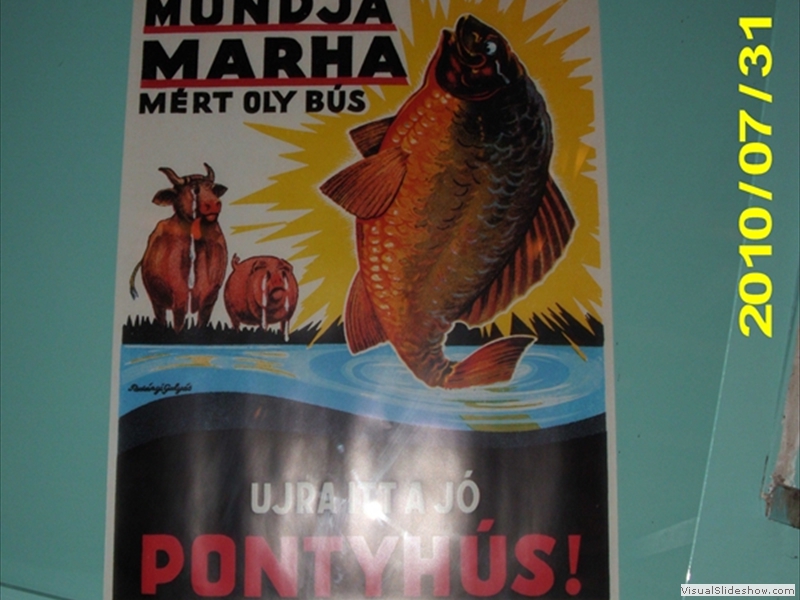 MUNDJA
MARHA
MÉRT OLY BÚS
UJRA ITT A JÓ
PONTYHÚS!
2010/07/31
VisualSlideshow.com